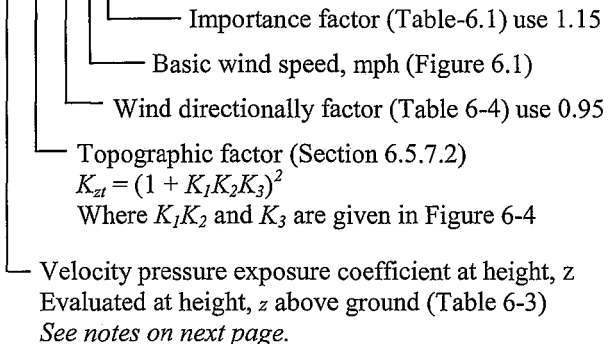 Importance factor (Table-6.1) use 1.15
Basic wind speed, mph (Figure 6.1)
Wind directionally factor (Table 6-4) use 0.95
Topographic factor (Section 6.5.7.2)
K_zt = (1 + K_1K_2K_3)^2
Where K_1K_2 and K_3 are given in Figure 6-4
Velocity pressure exposure coefficient at height, z
Evaluated at height, z above ground (Table 6-3)
See notes on next page.